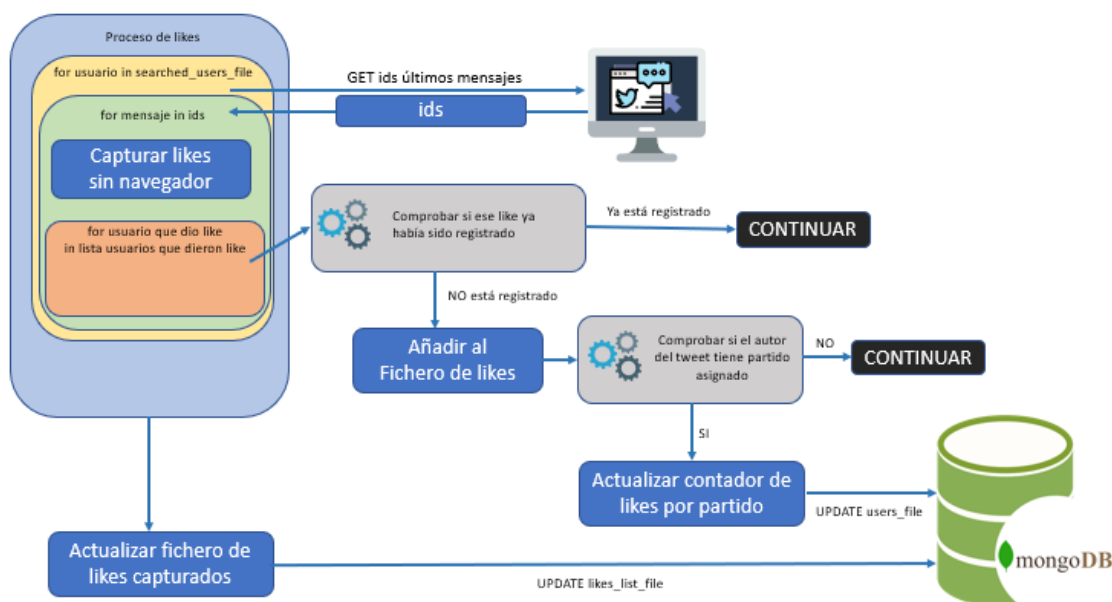 Proceso de likes
for usuario in searched_users_file
GET ids últimos mensajes
ids
for mensaje in ids
Capturar likes
sin navegador
for usuario que dio like
in lista usuarios que dieron like
Comprobar si ese like ya
había sido registrado
Ya está registrado
CONTINUAR
NO está registrado
Añadir al
Fichero de likes
Comprobar si el autor
del tweet tiene partido
asignado
NO
CONTINUAR
SI
Actualizar contador de
likes por partido
UPDATE users_file
Actualizar fichero de
likes capturados
UPDATE likes_list_file
mongoDB